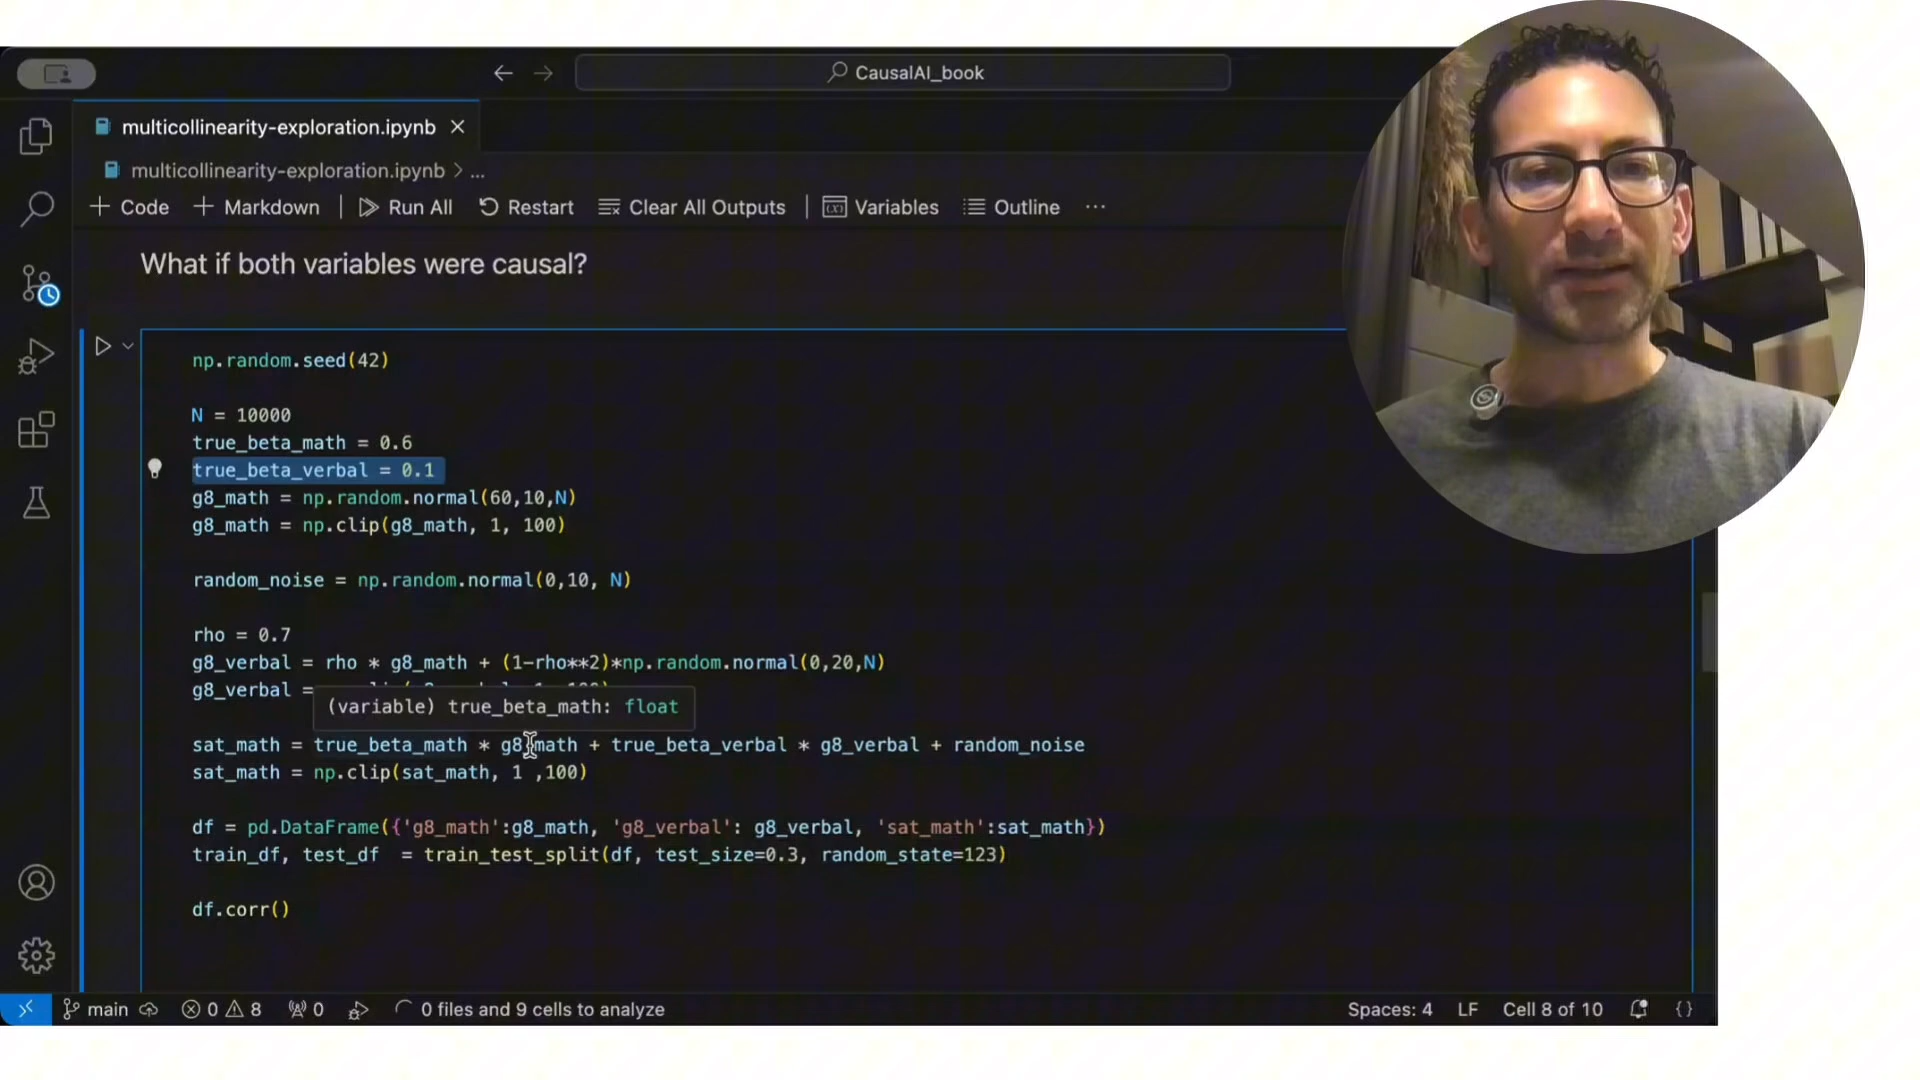 CausalAI_book
multicollinearity-exploration.ipynb
multicollinearity-exploration.ipynb > ...
+ Code + Markdown | Run All Restart Clear All Outputs | Variables Outline ...
What if both variables were causal?
np.random.seed(42)
N = 10000
true_beta_math = 0.6
true_beta_verbal = 0.1
g8_math = np.random.normal(60,10,N)
g8_math = np.clip(g8_math, 1, 100)
random_noise = np.random.normal(0,10, N)
rho = 0.7
g8_verbal = rho * g8_math + (1-rho**2)*np.random.normal(0,20,N)
g8_verbal =
(variable) true_beta_math: float
sat_math = true_beta_math * g8_math + true_beta_verbal * g8_verbal + random_noise
sat_math = np.clip(sat_math, 1 ,100)
df = pd.DataFrame({'g8_math':g8_math, 'g8_verbal': g8_verbal, 'sat_math':sat_math})
train_df, test_df = train_test_split(df, test_size=0.3, random_state=123)
df.corr()
main 0 8 0 0 files and 9 cells to analyze Spaces: 4 LF Cell 8 of 10 {}